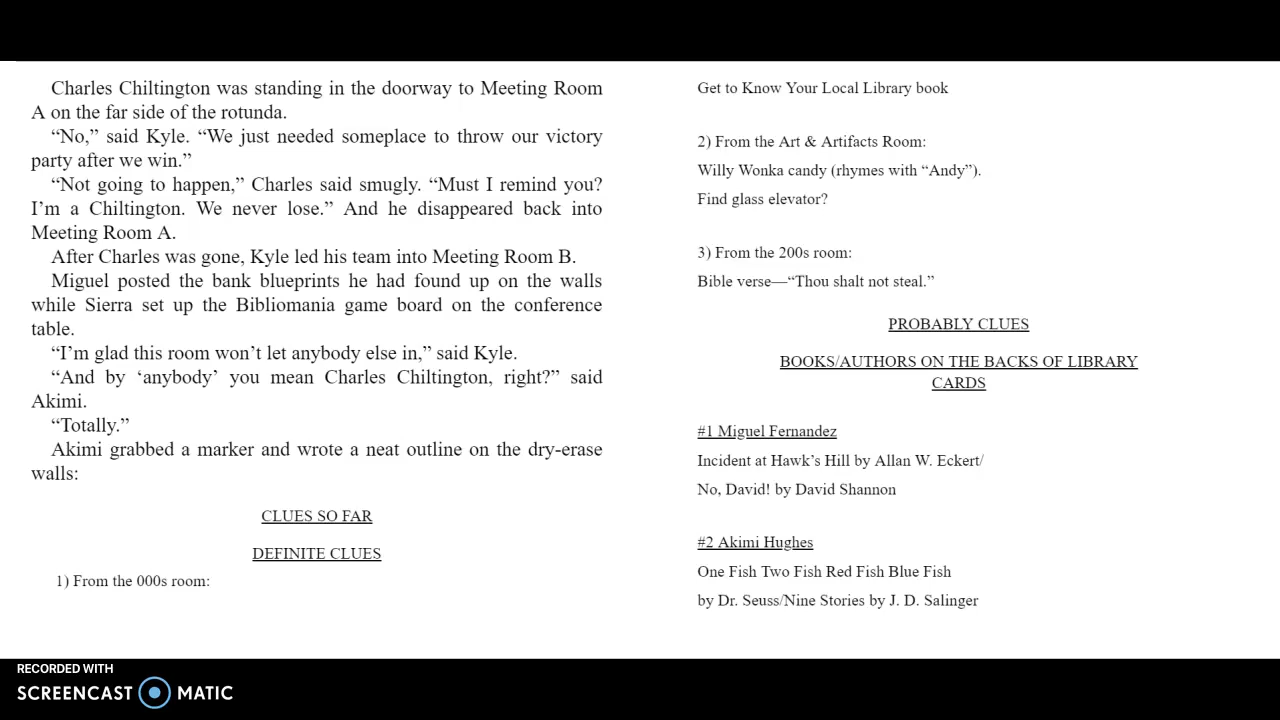 Charles Chiltington was standing in the doorway to Meeting Room
A on the far side of the rotunda.
“No,” said Kyle. “We just needed someplace to throw our victory
party after we win.”
“Not going to happen,” Charles said smugly. “Must I remind you?
I’m a Chiltington. We never lose.” And he disappeared back into
Meeting Room A.
After Charles was gone, Kyle led his team into Meeting Room B.
Miguel posted the bank blueprints he had found up on the walls
while Sierra set up the Bibliomania game board on the conference
table.
“I’m glad this room won’t let anybody else in,” said Kyle.
“And by ‘anybody’ you mean Charles Chiltington, right?” said
Akimi.
“Totally.”
Akimi grabbed a marker and wrote a neat outline on the dry-erase
walls:
CLUES SO FAR
DEFINITE CLUES
1) From the 000s room:
Get to Know Your Local Library book
2) From the Art & Artifacts Room:
Willy Wonka candy (rhymes with “Andy”).
Find glass elevator?
3) From the 200s room:
Bible verse—“Thou shalt not steal.”
PROBABLY CLUES
BOOKS/AUTHORS ON THE BACKS OF LIBRARY
CARDS
#1 Miguel Fernandez
Incident at Hawk’s Hill by Allan W. Eckert/
No, David! by David Shannon
#2 Akimi Hughes
One Fish Two Fish Red Fish Blue Fish
by Dr. Seuss/Nine Stories by J. D. Salinger
RECORDED WITH
SCREENCAST MATIC